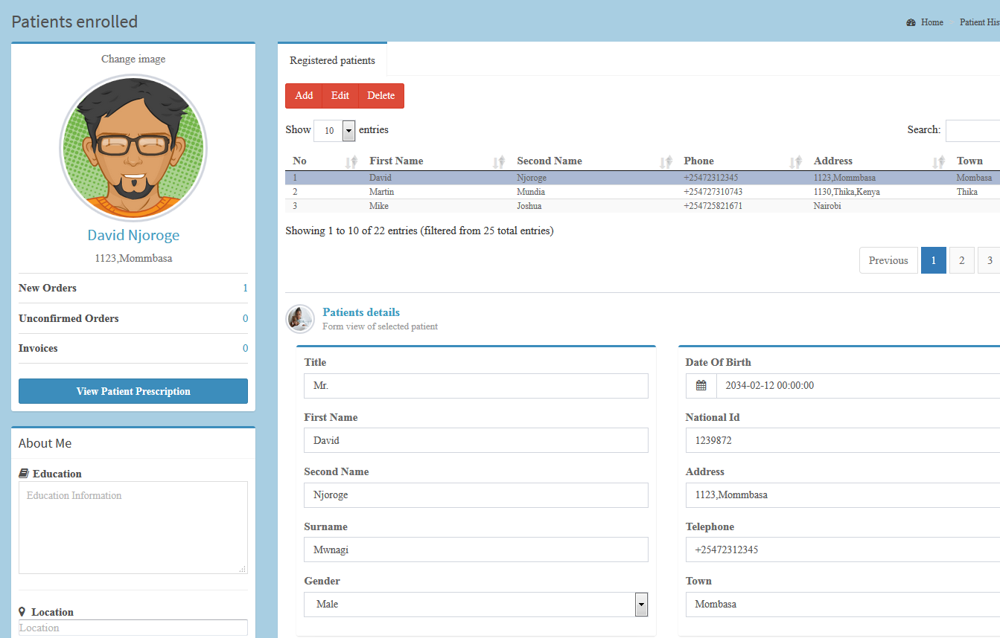 Patients enrolled
Home Patient His
Change image
David Njoroge
1123,Mommbasa
New Orders 1
Unconfirmed Orders 0
Invoices 0
View Patient Prescription
About Me
Education
Education Information
Location
Location
Registered patients
Add Edit Delete
Show 10 entries Search:
No First Name Second Name Phone Address Town
1 David Njoroge +25472312345 1123,Mommbasa Mombasa
2 Martin Mundia +254727310743 1130,Thika,Kenya Thika
3 Mike Joshua +254725821671 Nairobi
Showing 1 to 10 of 22 entries (filtered from 25 total entries)
Previous 1 2 3
Patients details
Form view of selected patient
Title
Mr.
First Name
David
Second Name
Njoroge
Surname
Mwnagi
Gender
Male
Date Of Birth
2034-02-12 00:00:00
National Id
1239872
Address
1123,Mommbasa
Telephone
+25472312345
Town
Mombasa